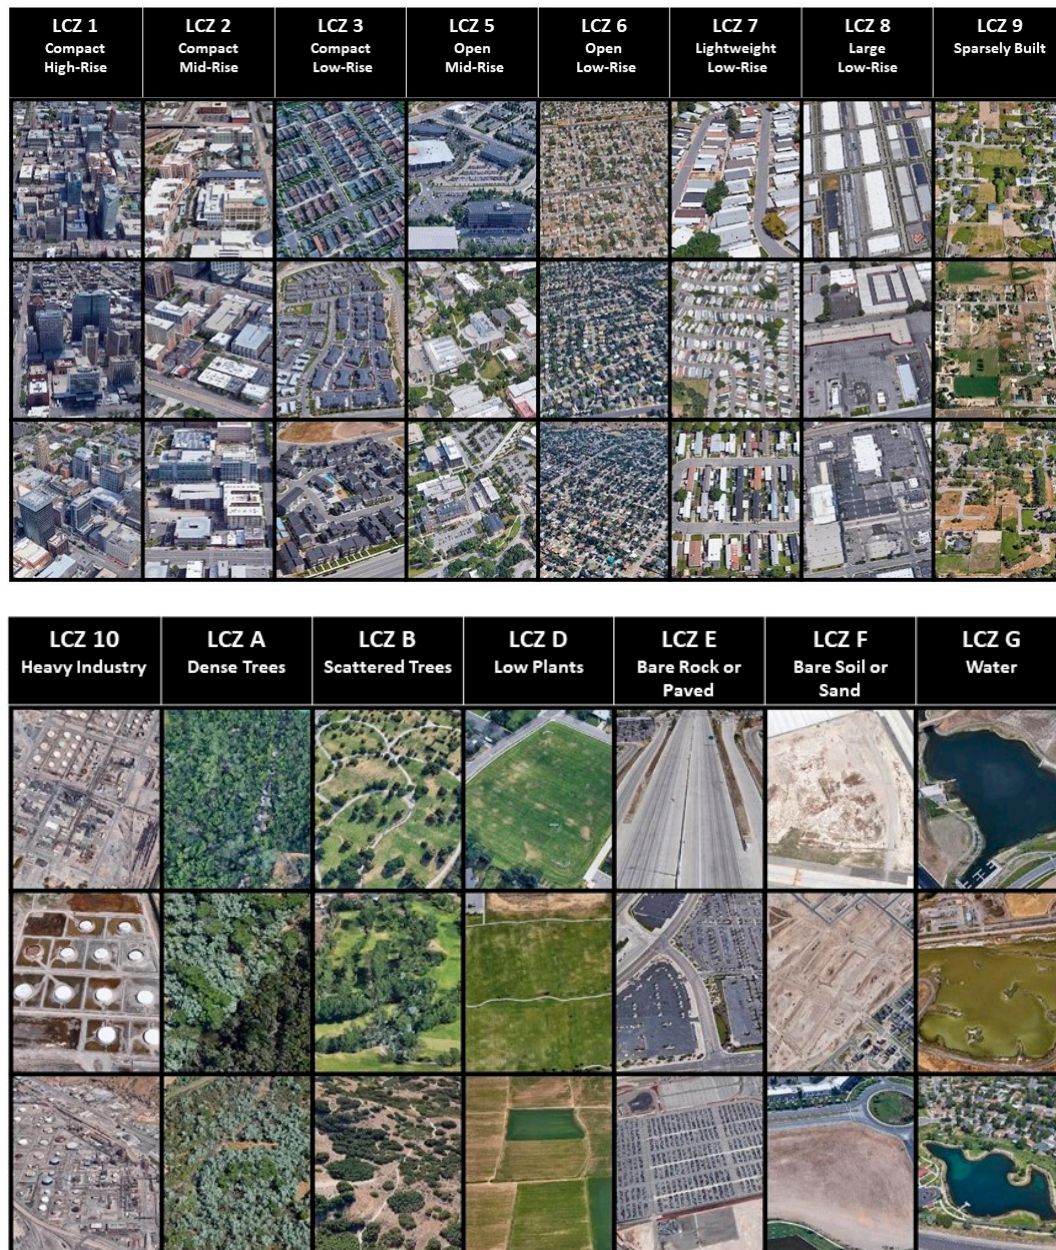 LCZ 1
Compact
High-Rise
LCZ 2
Compact
Mid-Rise
LCZ 3
Compact
Low-Rise
LCZ 5
Open
Mid-Rise
LCZ 6
Open
Low-Rise
LCZ 7
Lightweight
Low-Rise
LCZ 8
Large
Low-Rise
LCZ 9
Sparsely Built
LCZ 10
Heavy Industry
LCZ A
Dense Trees
LCZ B
Scattered Trees
LCZ D
Low Plants
LCZ E
Bare Rock or
Paved
LCZ F
Bare Soil or
Sand
LCZ G
Water